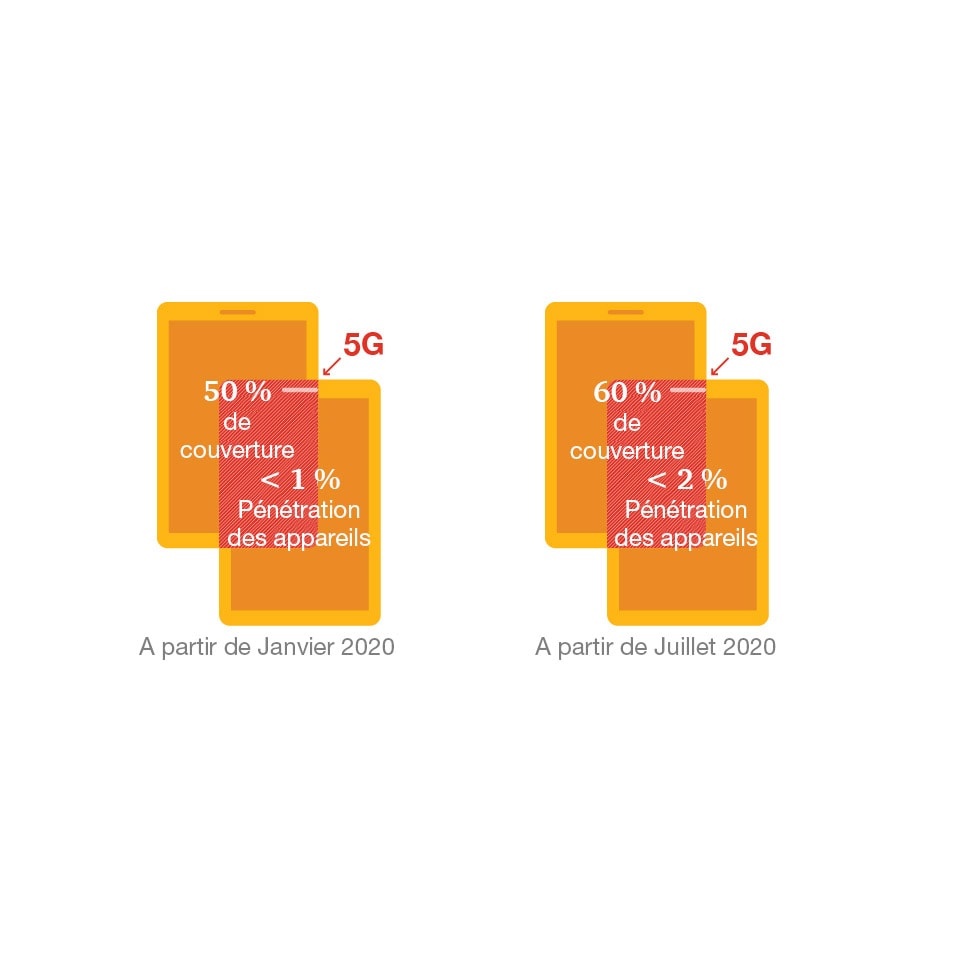 5G
50 %
de
couverture
< 1 %
Pénétration
des appareils
A partir de Janvier 2020
5G
60 %
de
couverture
< 2 %
Pénétration
des appareils
A partir de Juillet 2020